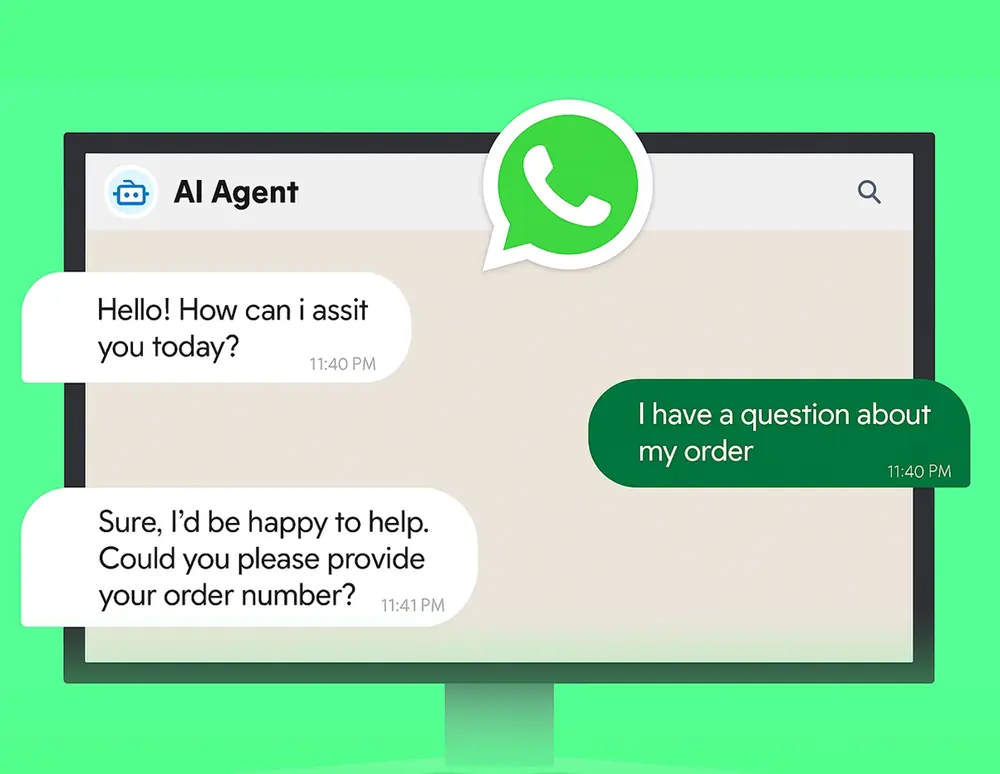 AI Agent
Hello! How can i assit
you today?
11:40 PM
I have a question about
my order
11:40 PM
Sure, I'd be happy to help.
Could you please provide
your order number?
11:41 PM